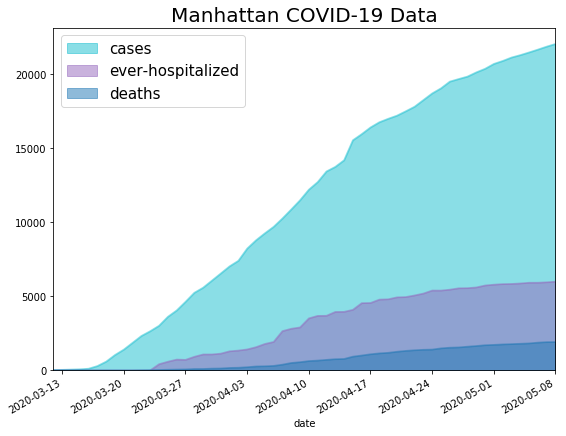 Manhattan COVID-19 Data
cases
ever-hospitalized
deaths
20000
15000
10000
5000
0
2020-03-13
2020-03-20
2020-03-27
2020-04-03
2020-04-10
2020-04-17
2020-04-24
2020-05-01
2020-05-08
date